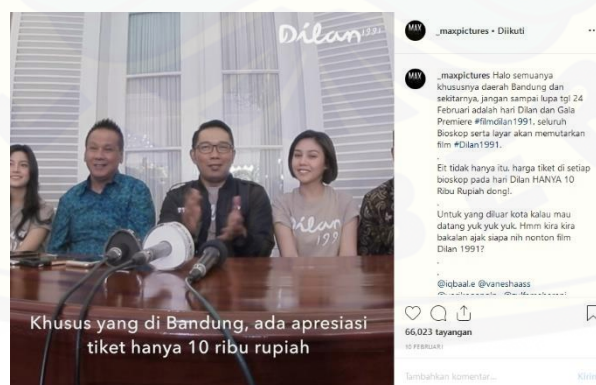 Dilan 1991
Dilan
199
Khusus yang di Bandung, ada apresiasi
tiket hanya 10 ribu rupiah
MAX
_maxpictures • Diikuti
MAX
_maxpictures Halo semuanya
khususnya daerah Bandung dan
sekitarnya, jangan sampai lupa tgl 24
Februari adalah hari Dilan dan Gala
Premiere #filmdilan1991, seluruh
Bioskop serta layar akan memutarkan
film #Dilan1991.
.
Eit tidak hanya itu, harga tiket di setiap
bioskop pada hari Dilan HANYA 10
Ribu Rupiah dong!.
.
Untuk yang diluar kota kalau mau
datang yuk yuk yuk. Hmm kira kira
bakalan ajak siapa nih nonton film
Dilan 1991?
.
.
@iqbaal.e @vaneshaass
66,023 tayangan
10 FEBRUARI
Tambahkan komentar...
Kirim